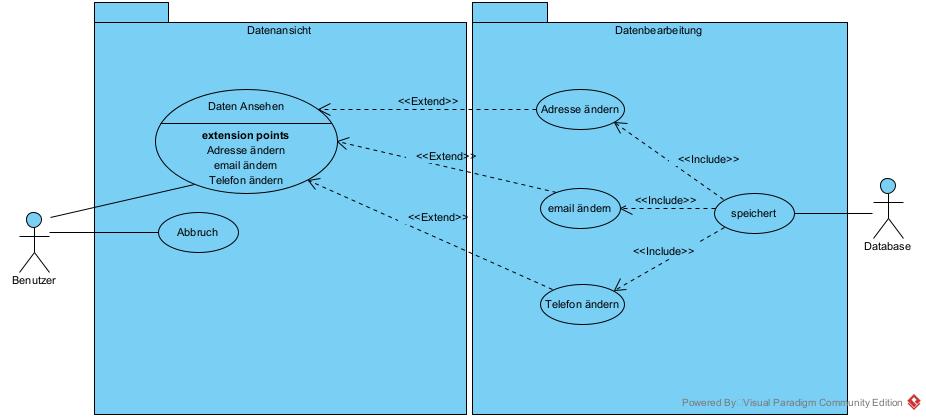 Datenansicht
Datenbearbeitung
Daten Ansehen
extension points
Adresse ändern
email ändern
Telefon ändern
Abbruch
Benutzer
<<Extend>>
<<Extend>>
<<Extend>>
Adresse ändern
email ändern
Telefon ändern
<<Include>>
<<Include>>
<<Include>>
speichert
Database
Powered By Visual Paradigm Community Edition